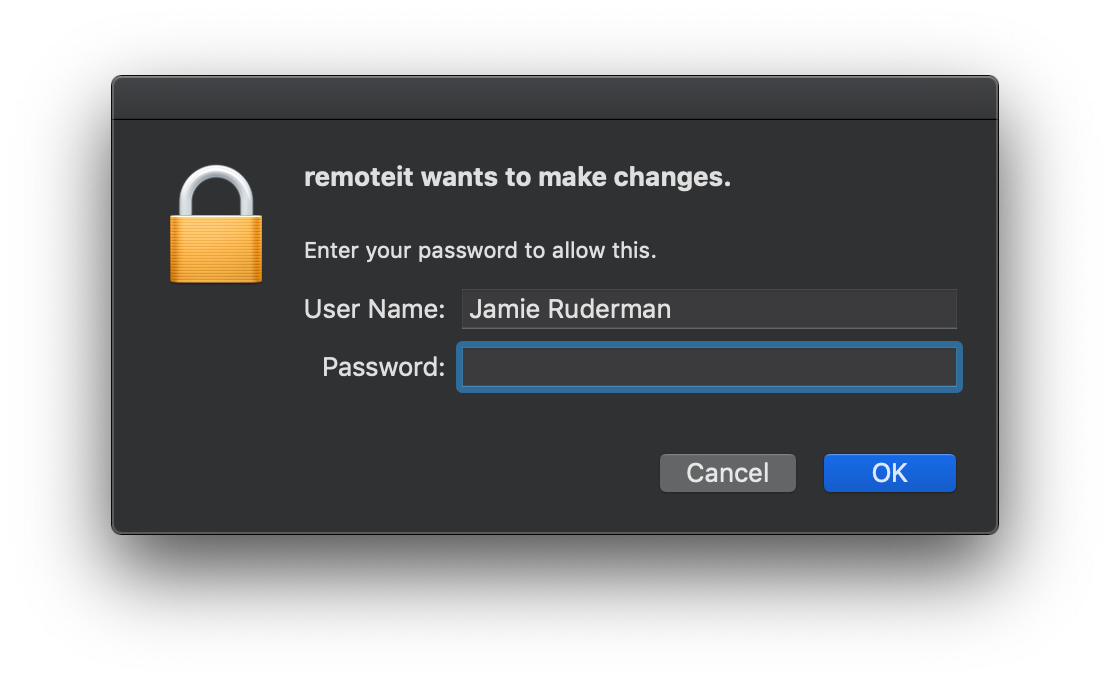 remoteit wants to make changes.
Enter your password to allow this.
User Name: Jamie Ruderman
Password:
Cancel OK